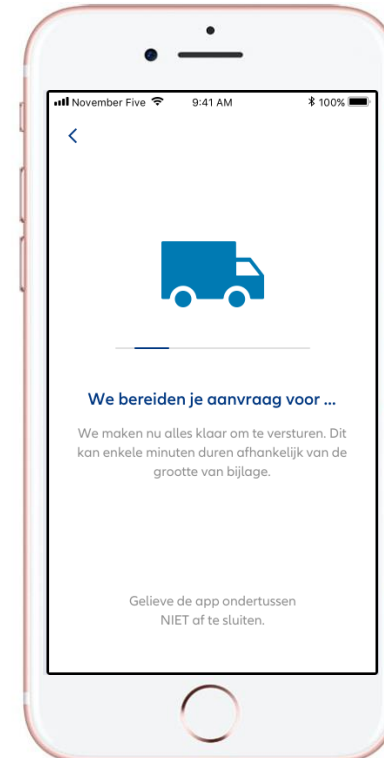 November Five 9:41 AM 100%
We bereiden je aanvraag voor ...
We maken nu alles klaar om te versturen. Dit
kan enkele minuten duren afhankelijk van de
grootte van bijlage.
Gelieve de app ondertussen
NIET af te sluiten.